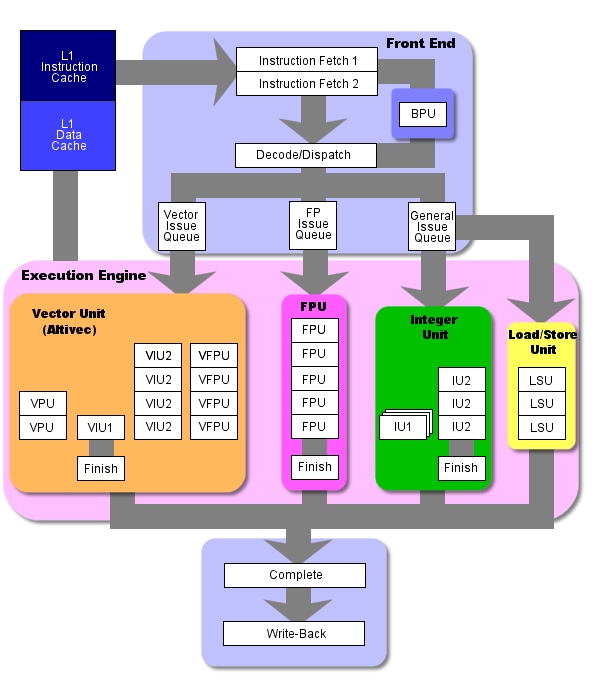 L1
Instruction
Cache
L1
Data
Cache
Front End
Instruction Fetch 1
Instruction Fetch 2
BPU
Decode/Dispatch
Vector
Issue
Queue
FP
Issue
Queue
General
Issue
Queue
Execution Engine
Vector Unit
(Altivec)
VPU
VPU
VIU1
Finish
VIU2
VIU2
VIU2
VIU2
VFPU
VFPU
VFPU
VFPU
FPU
FPU
FPU
FPU
FPU
FPU
Finish
Integer
Unit
IU1
IU2
IU2
IU2
Finish
Load/Store
Unit
LSU
LSU
LSU
Complete
Write-Back